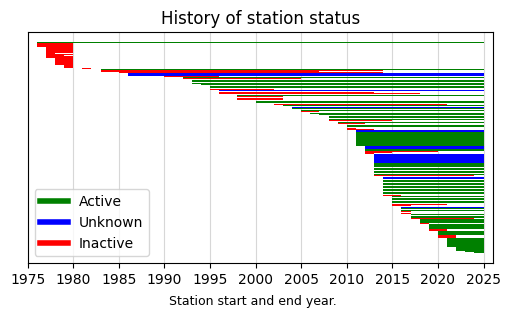 History of station status
Active
Unknown
Inactive
1975 1980 1985 1990 1995 2000 2005 2010 2015 2020 2025
Station start and end year.